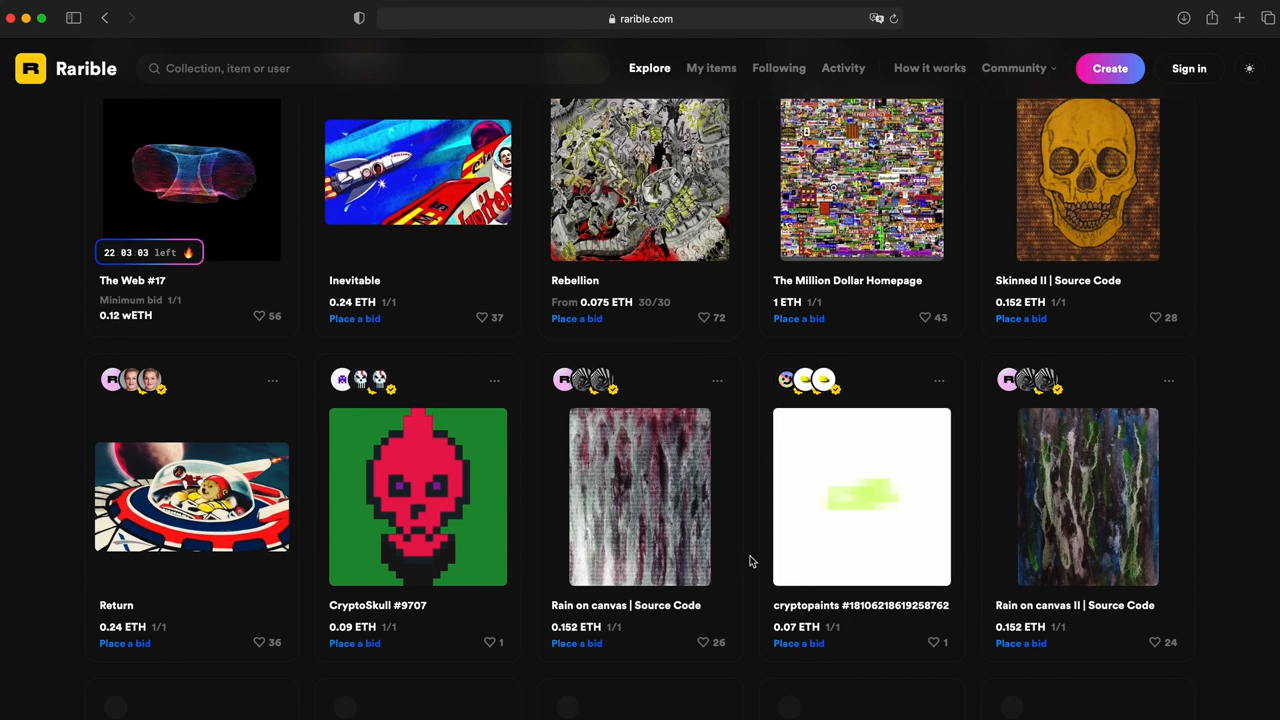 rarible.com
R Rarible
Collection, item or user
Explore
My items
Following
Activity
How it works
Community
Create
Sign in
22 03 03 left
The Web #17
Minimum bid 1/1
0.12 wETH
56
Inevitable
0.24 ETH 1/1
Place a bid
37
Rebellion
From 0.075 ETH 30/30
Place a bid
72
The Million Dollar Homepage
1 ETH 1/1
Place a bid
43
Skinned II | Source Code
0.152 ETH 1/1
Place a bid
28
Return
0.24 ETH 1/1
Place a bid
36
CryptoSkull #9707
0.09 ETH 1/1
Place a bid
1
Rain on canvas | Source Code
0.152 ETH 1/1
Place a bid
26
cryptopaints #18106218619258762
0.07 ETH 1/1
Place a bid
1
Rain on canvas II | Source Code
0.152 ETH 1/1
Place a bid
24